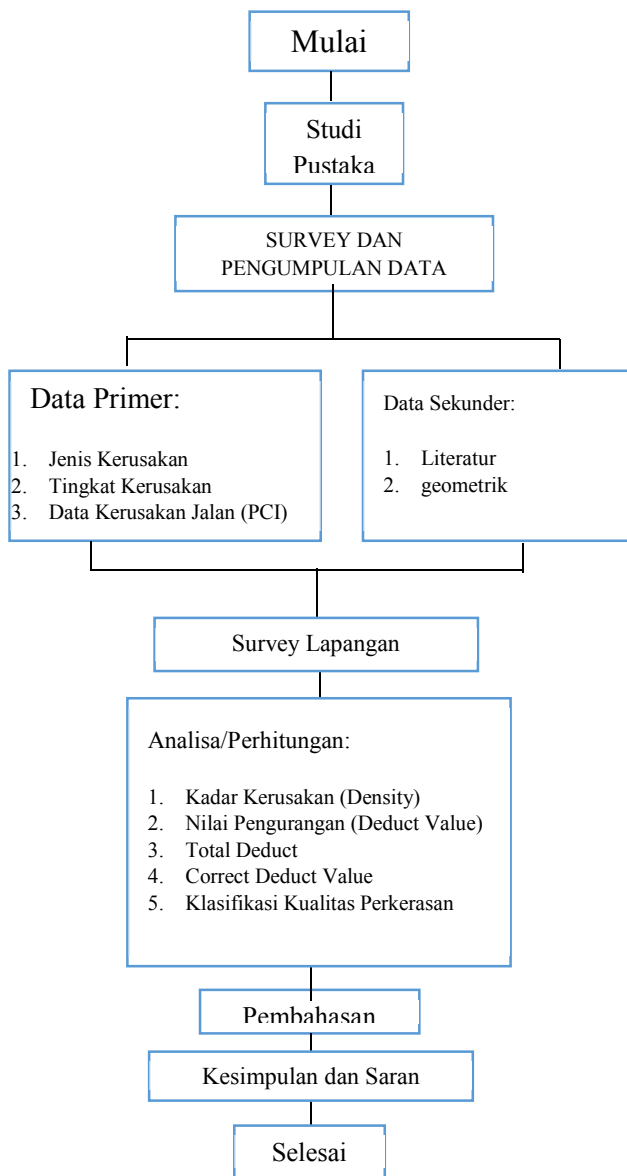 Mulai
Studi
Pustaka
SURVEY DAN
PENGUMPULAN DATA
Data Primer:
1. Jenis Kerusakan
2. Tingkat Kerusakan
3. Data Kerusakan Jalan (PCI)
Data Sekunder:
1. Literatur
2. geometrik
Survey Lapangan
Analisa/Perhitungan:
1. Kadar Kerusakan (Density)
2. Nilai Pengurangan (Deduct Value)
3. Total Deduct
4. Correct Deduct Value
5. Klasifikasi Kualitas Perkerasan
Pembahasan
Kesimpulan dan Saran
Selesai